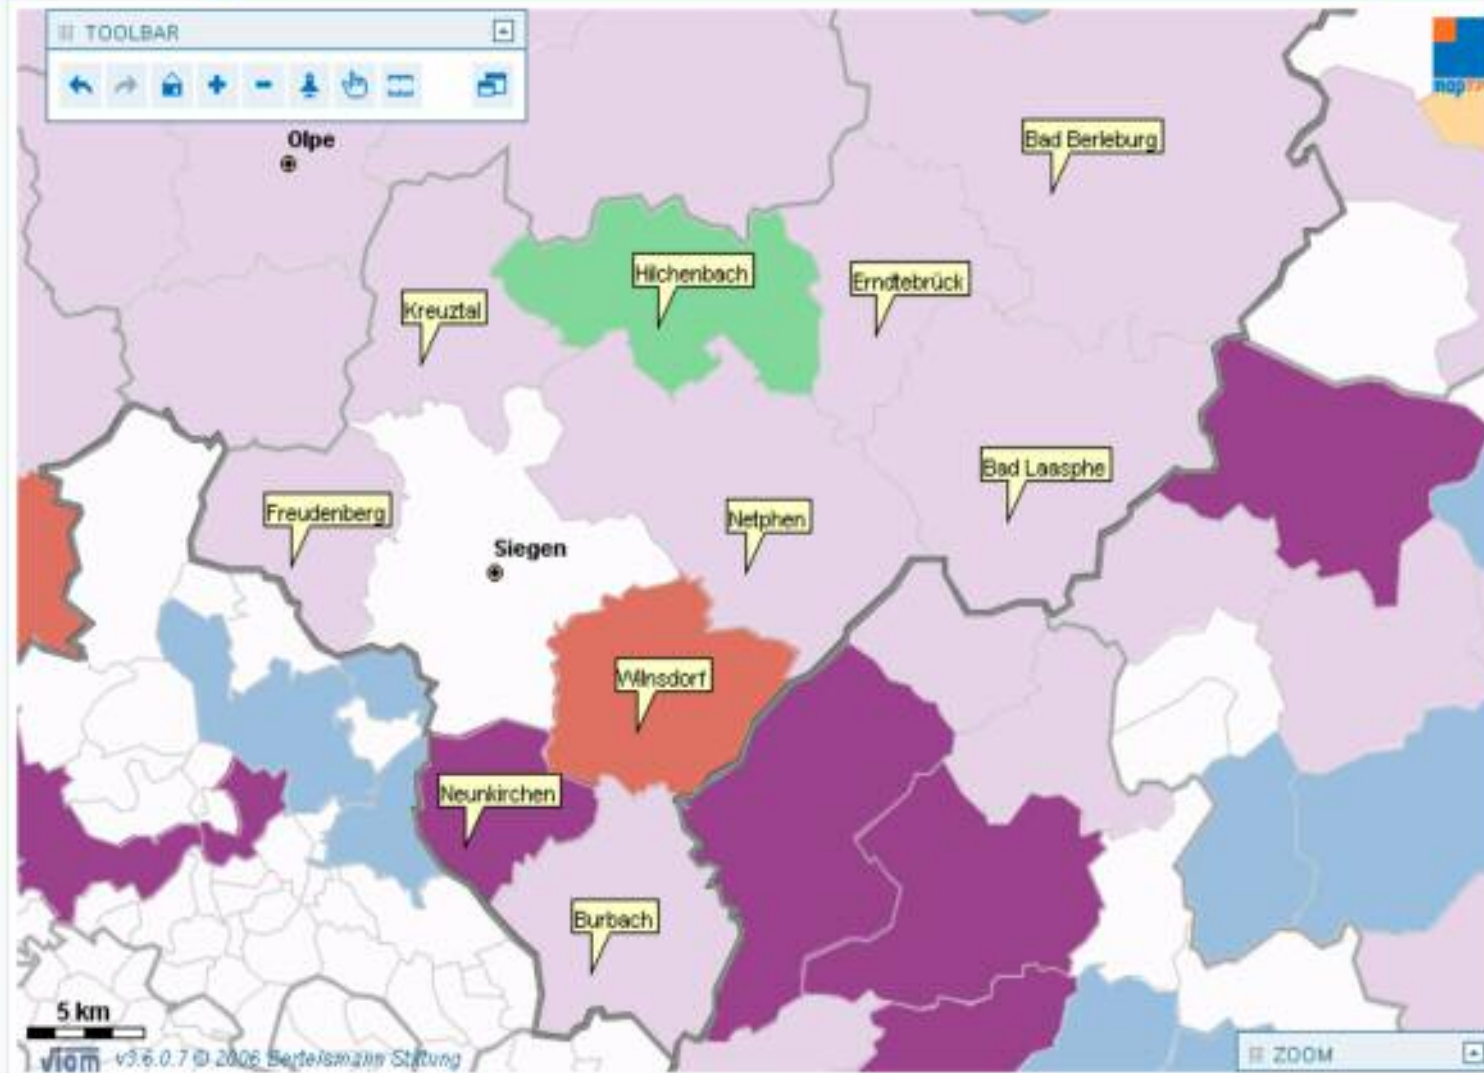 TOOLBAR
Olpe
Bad Berleburg
Hilchenbach
Erndtebrück
Kreuztal
Bad Laasphe
Freudenberg
Netphen
Siegen
Wilnsdorf
Neunkirchen
Burbach
5 km
v3.6.0.7 © 2006 Bertelsmann Stiftung
ZOOM